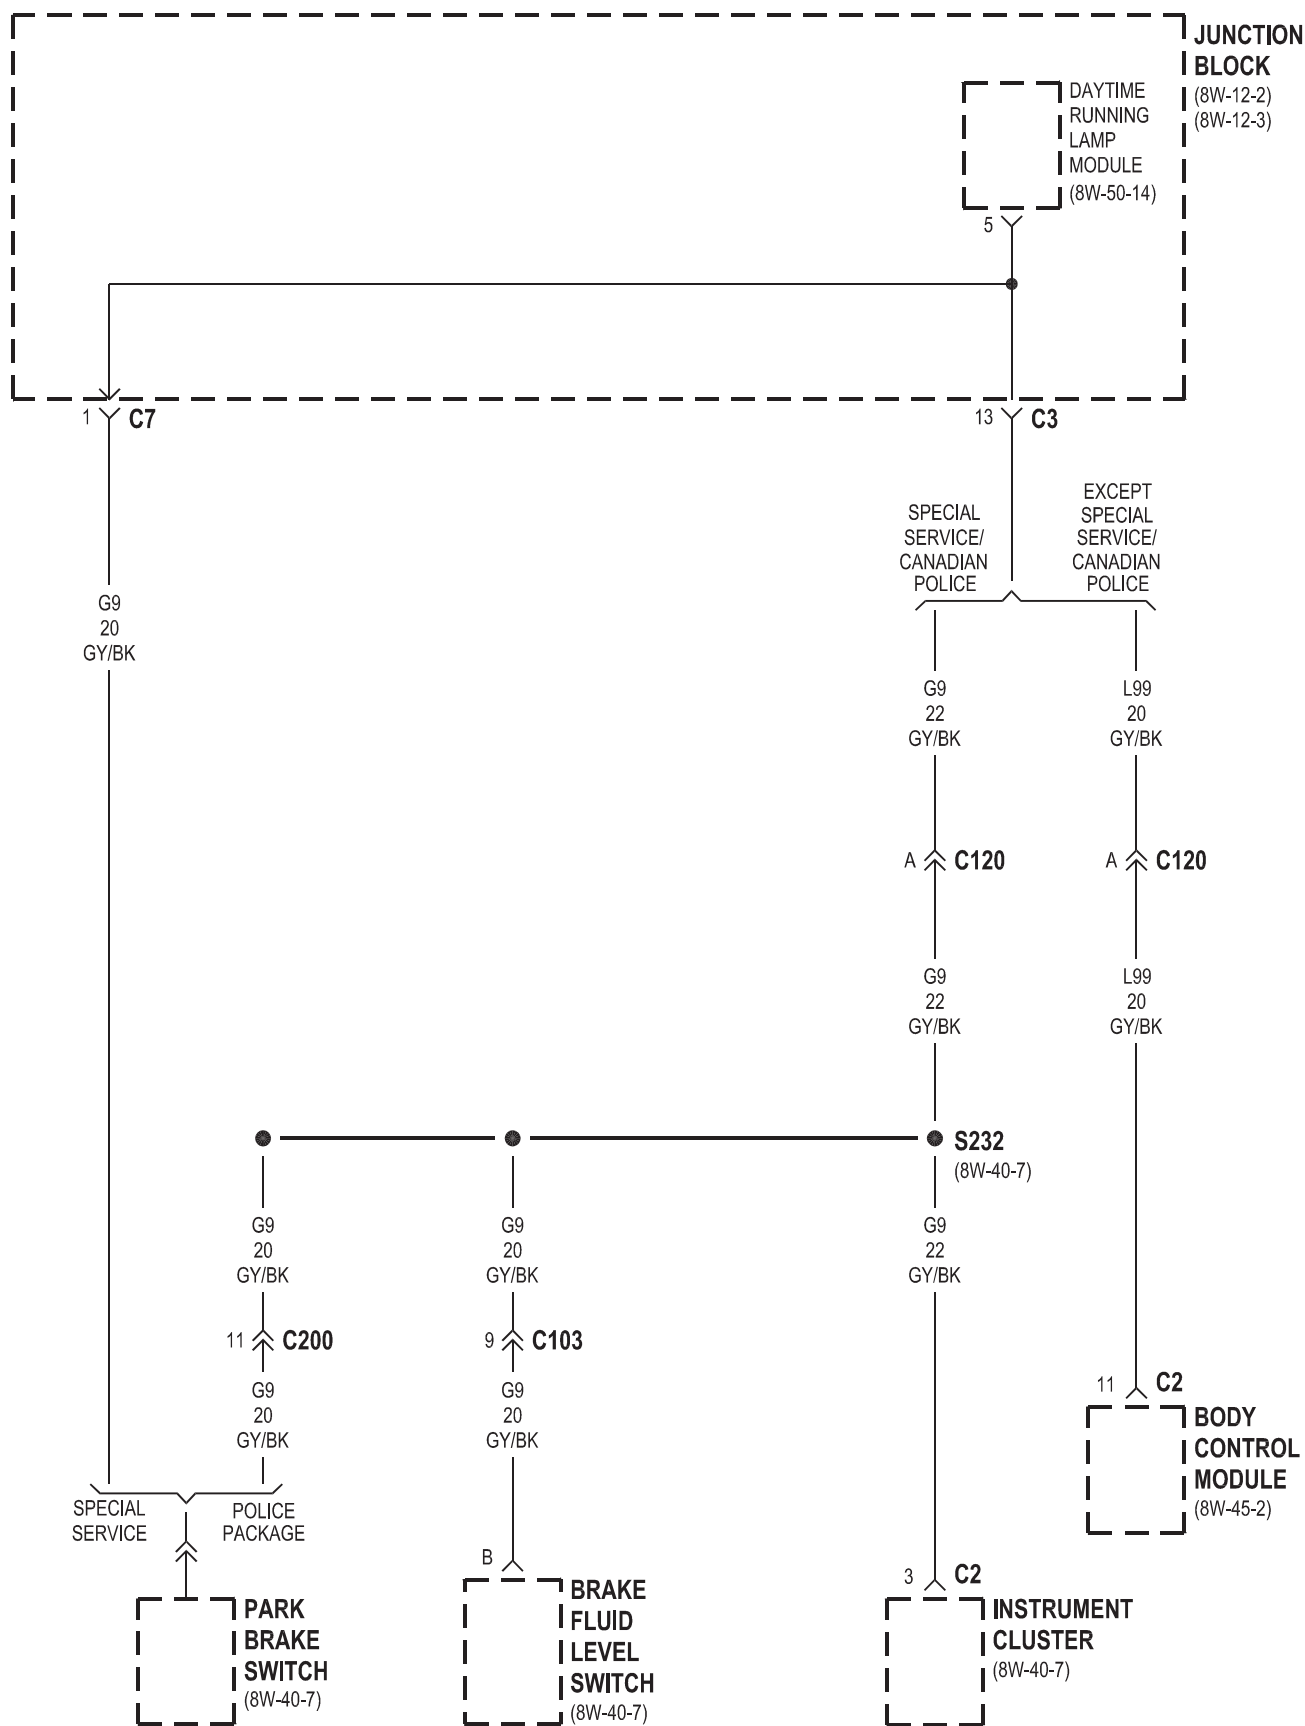 JUNCTION
BLOCK
(8W-12-2)
(8W-12-3)
DAYTIME
RUNNING
LAMP
MODULE
(8W-50-14)
5
1 C7
13 C3
SPECIAL
SERVICE/
CANADIAN
POLICE
EXCEPT
SPECIAL
SERVICE/
CANADIAN
POLICE
G9
20
GY/BK
G9
22
GY/BK
L99
20
GY/BK
A C120
A C120
G9
22
GY/BK
L99
20
GY/BK
S232
(8W-40-7)
G9
20
GY/BK
G9
20
GY/BK
G9
22
GY/BK
11 C200
9 C103
G9
20
GY/BK
G9
20
GY/BK
11 C2
BODY
CONTROL
MODULE
(8W-45-2)
SPECIAL
SERVICE
POLICE
PACKAGE
B
3 C2
PARK
BRAKE
SWITCH
(8W-40-7)
BRAKE
FLUID
LEVEL
SWITCH
(8W-40-7)
INSTRUMENT
CLUSTER
(8W-40-7)